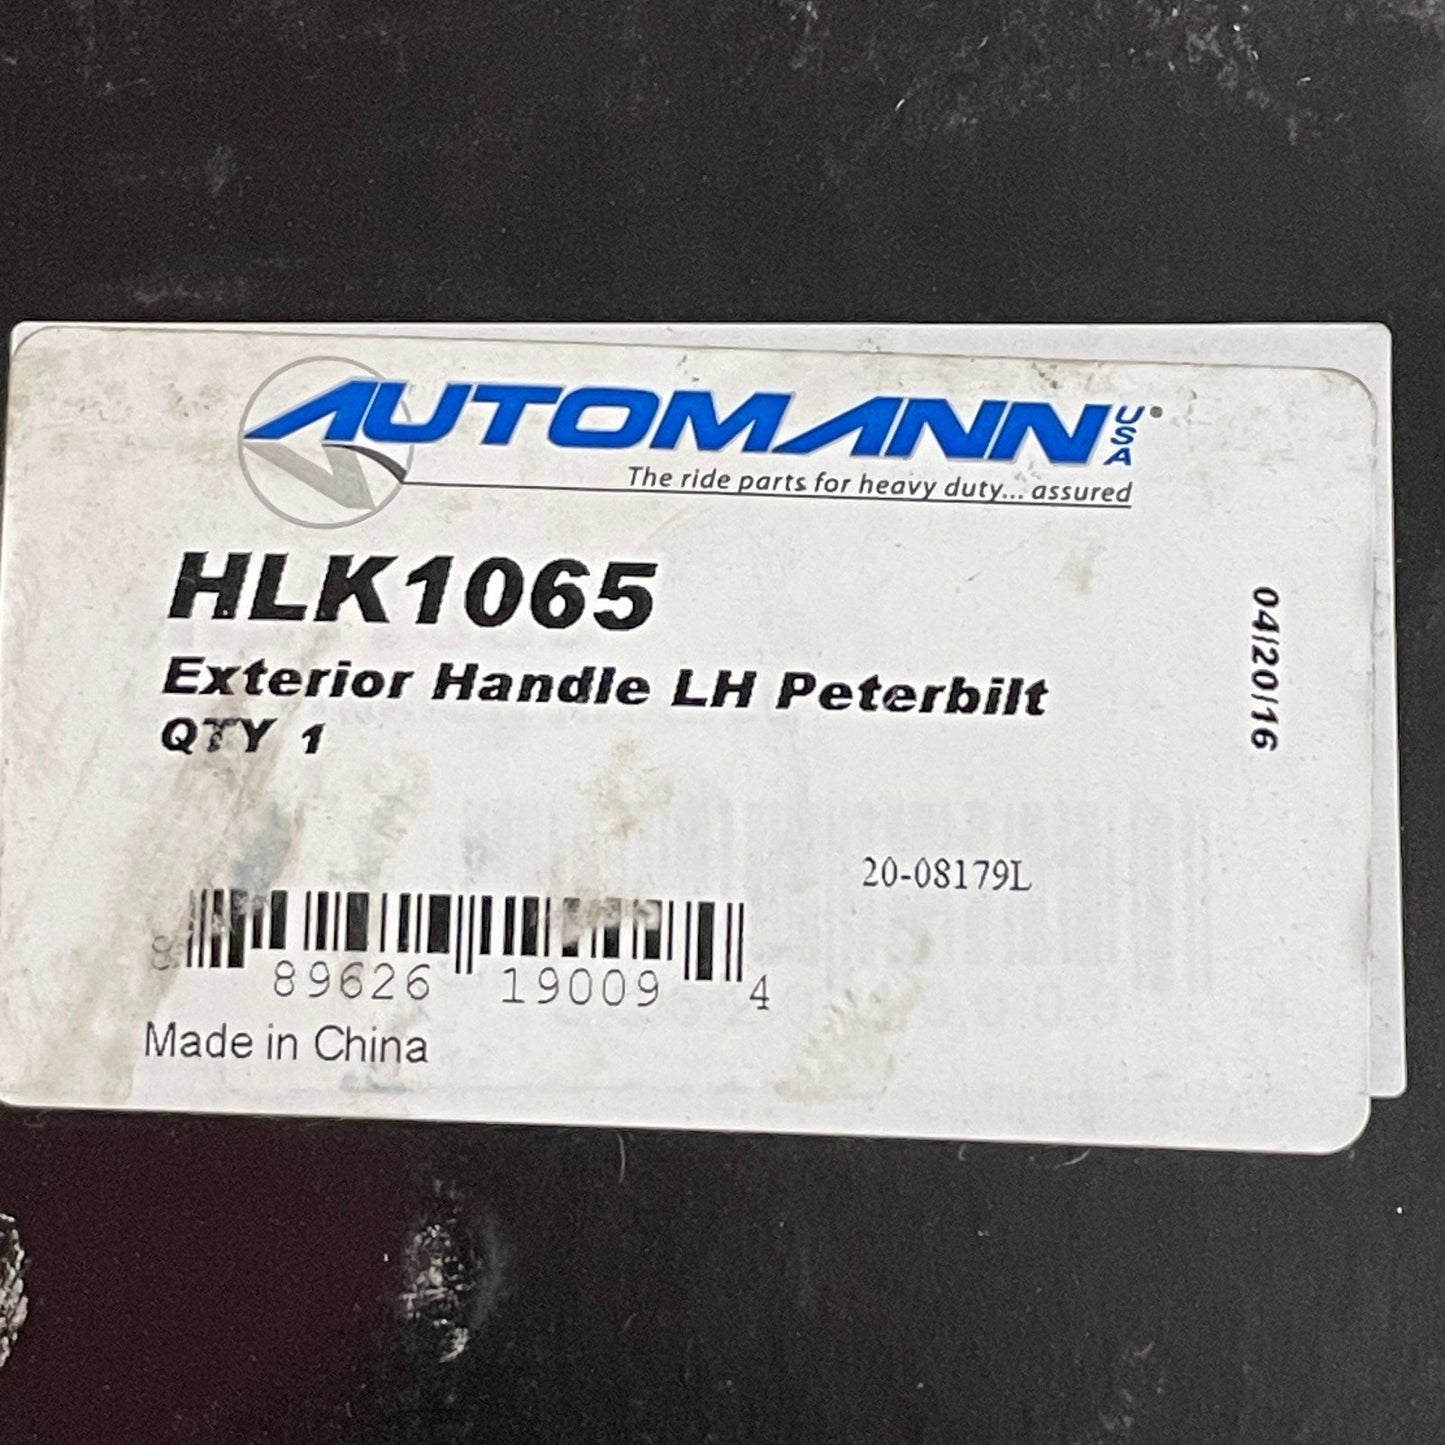 AUTOMANN USA
The ride parts for heavy duty... assured
HLK1065
Exterior Handle LH Peterbilt
QTY 1
04/20/16
20-08179L
8 89626 19009 4
Made in China